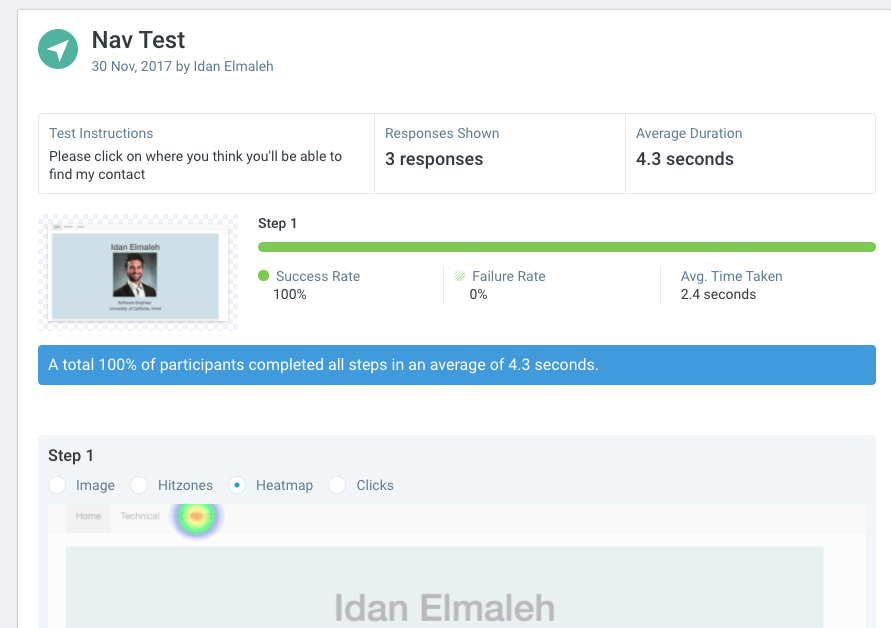 Nav Test
30 Nov, 2017 by Idan Elmaleh
Test Instructions
Please click on where you think you'll be able to
find my contact
Responses Shown
3 responses
Average Duration
4.3 seconds
Idan Elmaleh
Software Engineer
University of California, Irvine
Step 1
Success Rate
100%
Failure Rate
0%
Avg. Time Taken
2.4 seconds
A total 100% of participants completed all steps in an average of 4.3 seconds.
Step 1
Image Hitzones Heatmap Clicks
Home Technical
Idan Elmaleh